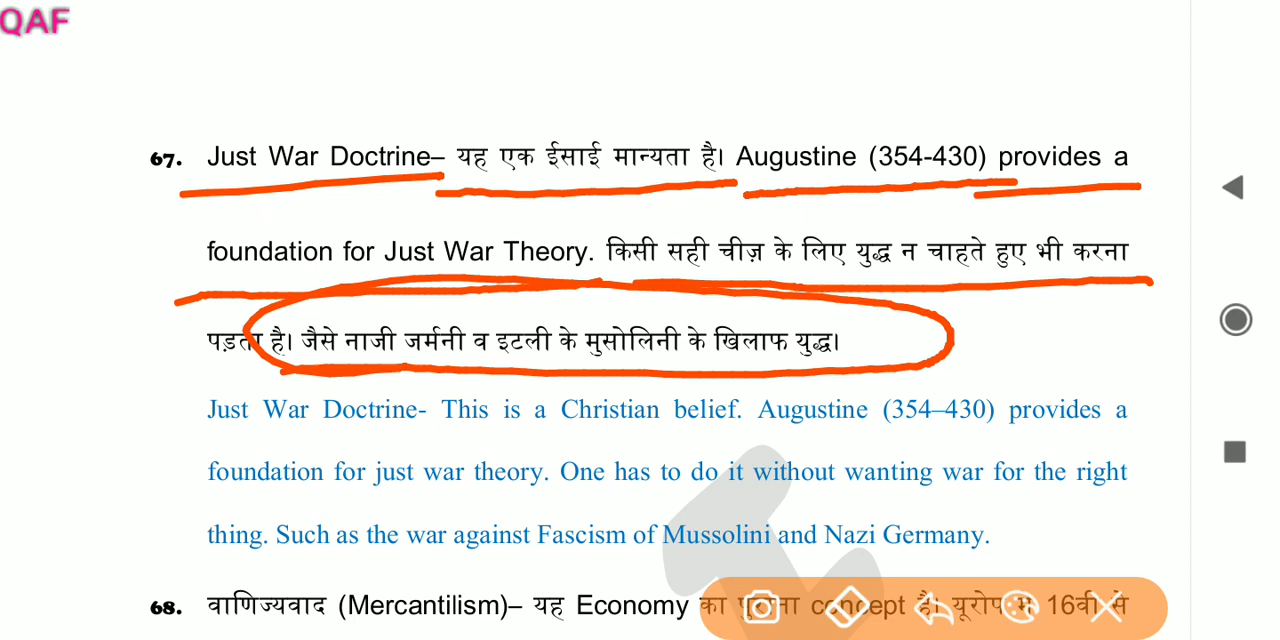 QAF
67. Just War Doctrine– यह एक ईसाई मान्यता है। Augustine (354-430) provides a
foundation for Just War Theory. किसी सही चीज़ के लिए युद्ध न चाहते हुए भी करना
पड़ता है। जैसे नाजी जर्मनी व इटली के मुसोलिनी के खिलाफ युद्ध।
Just War Doctrine- This is a Christian belief. Augustine (354–430) provides a
foundation for just war theory. One has to do it without wanting war for the right
thing. Such as the war against Fascism of Mussolini and Nazi Germany.
68. वाणिज्यवाद (Mercantilism)– यह Economy का पुराना concept है। यूरोप में 16वी से